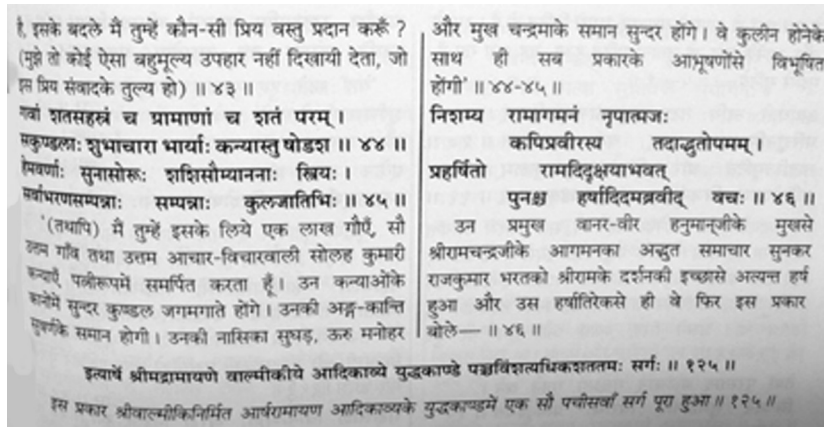 है, इसके बदले मैं तुम्हें कौन-सी प्रिय वस्तु प्रदान करूँ ?
(मुझे तो कोई ऐसा बहुमूल्य उपहार नहीं दिखायी देता, जो
इस प्रिय संवादके तुल्य हो) ॥ ४३ ॥
गवां शतसहस्रं च ग्रामाणां च शतं परम्।
सकुण्डलाः शुभाचारा भार्याः कन्यास्तु षोडश ॥ ४४ ॥
हेमवर्णाः सुनासोरूः शशिसौम्याननाः स्त्रियः ।
सर्वाभरणसम्पन्नाः सम्पन्नाः कुलजातिभिः ॥ ४५ ॥
'(तथापि) मैं तुम्हें इसके लिये एक लाख गौएँ, सौ
उत्तम गाँव तथा उत्तम आचार-विचारवाली सोलह कुमारी
कन्याएँ पत्नीरूपमें समर्पित करता हूँ। उन कन्याओंके
कानोंमें सुन्दर कुण्डल जगमगाते होंगे। उनकी अङ्ग-कान्ति
सुवर्णके समान होगी। उनकी नासिका सुघड़, ऊरु मनोहर
और मुख चन्द्रमाके समान सुन्दर होंगे। वे कुलीन होनेके
साथ ही सब प्रकारके आभूषणोंसे विभूषित
होंगी' ॥ ४४-४५ ॥
निशम्य रामागमनं नृपात्मजः
कपिप्रवीरस्य तदाद्भुतोपमम् ।
प्रहर्षितो रामदिदृक्षयाभवत्
पुनश्च हर्षादिदमब्रवीद् वचः ॥ ४६ ॥
उन प्रमुख वानर-वीर हनुमान्‌जीके मुखसे
श्रीरामचन्द्रजीके आगमनका अद्भुत समाचार सुनकर
राजकुमार भरतको श्रीरामके दर्शनकी इच्छासे अत्यन्त हर्ष
हुआ और उस हर्षातिरेकसे ही वे फिर इस प्रकार
बोले— ॥ ४६ ॥
इत्यार्षे श्रीमद्रामायणे वाल्मीकीये आदिकाव्ये युद्धकाण्डे पञ्चविंशत्यधिकशततमः सर्गः ॥ १२५ ॥
इस प्रकार श्रीवाल्मीकिनिर्मित आर्षरामायण आदिकाव्यके युद्धकाण्डमें एक सौ पचीसवाँ सर्ग पूरा हुआ ॥ १२५ ॥